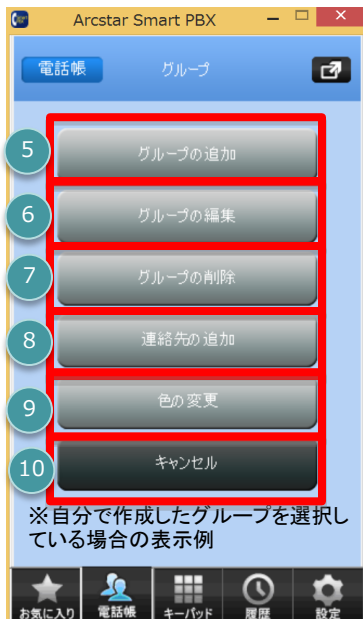 Arcstar Smart PBX
電話帳
グループ
5
グループの追加
6
グループの編集
7
グループの削除
8
連絡先の追加
9
色の変更
10
キャンセル
※自分で作成したグループを選択し
ている場合の表示例
お気に入り
電話帳
キーパッド
履歴
設定